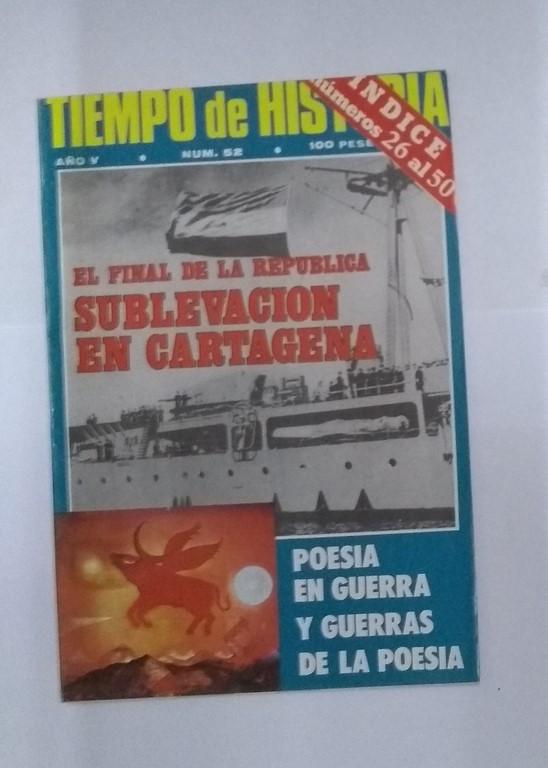 TIEMPO de HISTORIA
INDICE
números 26 al 50
AÑO V • NUM. 52 • 100 PESE
EL FINAL DE LA REPUBLICA
SUBLEVACION
EN CARTAGENA
POESIA
EN GUERRA
Y GUERRAS
DE LA POESIA